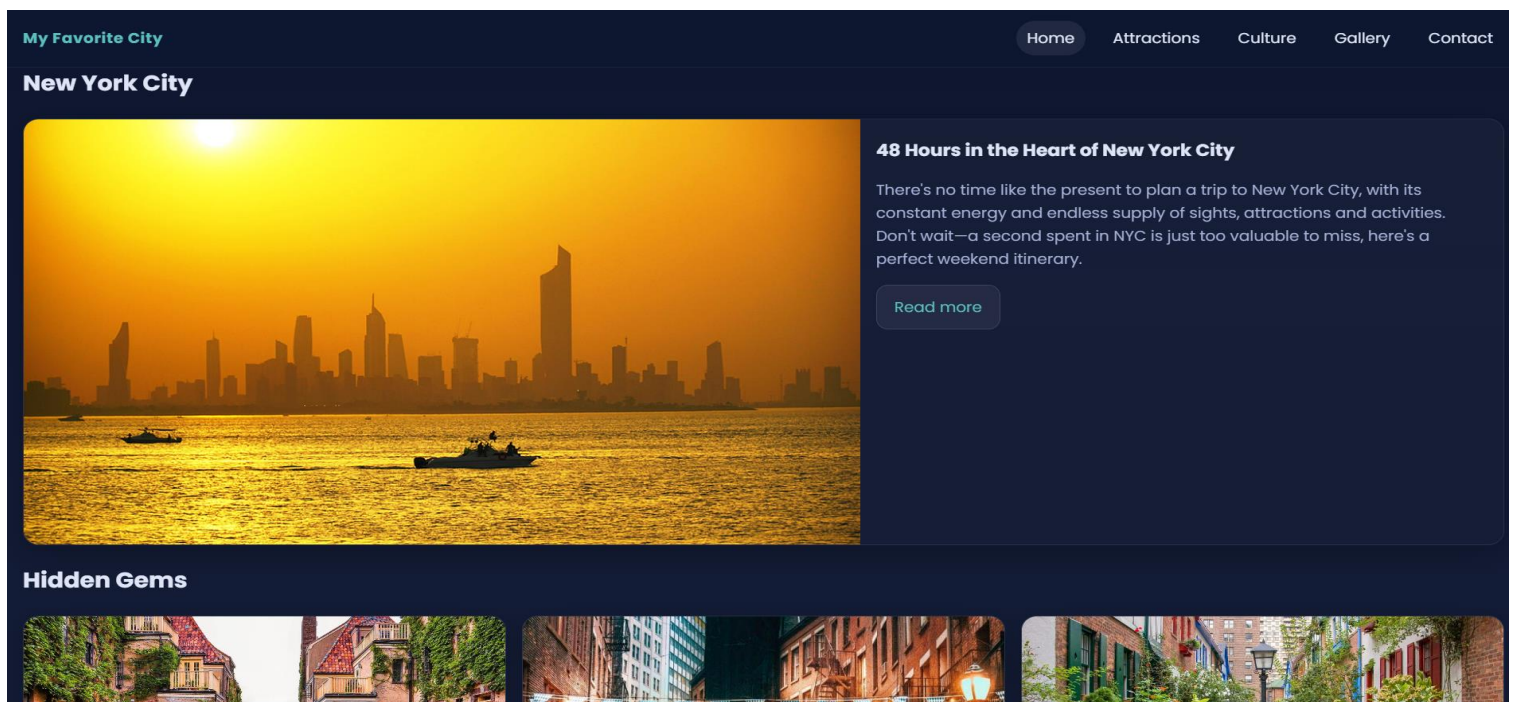 My Favorite City
Home Attractions Culture Gallery Contact
New York City
48 Hours in the Heart of New York City
There's no time like the present to plan a trip to New York City, with its
constant energy and endless supply of sights, attractions and activities.
Don't wait—a second spent in NYC is just too valuable to miss, here's a
perfect weekend itinerary.
Read more
Hidden Gems